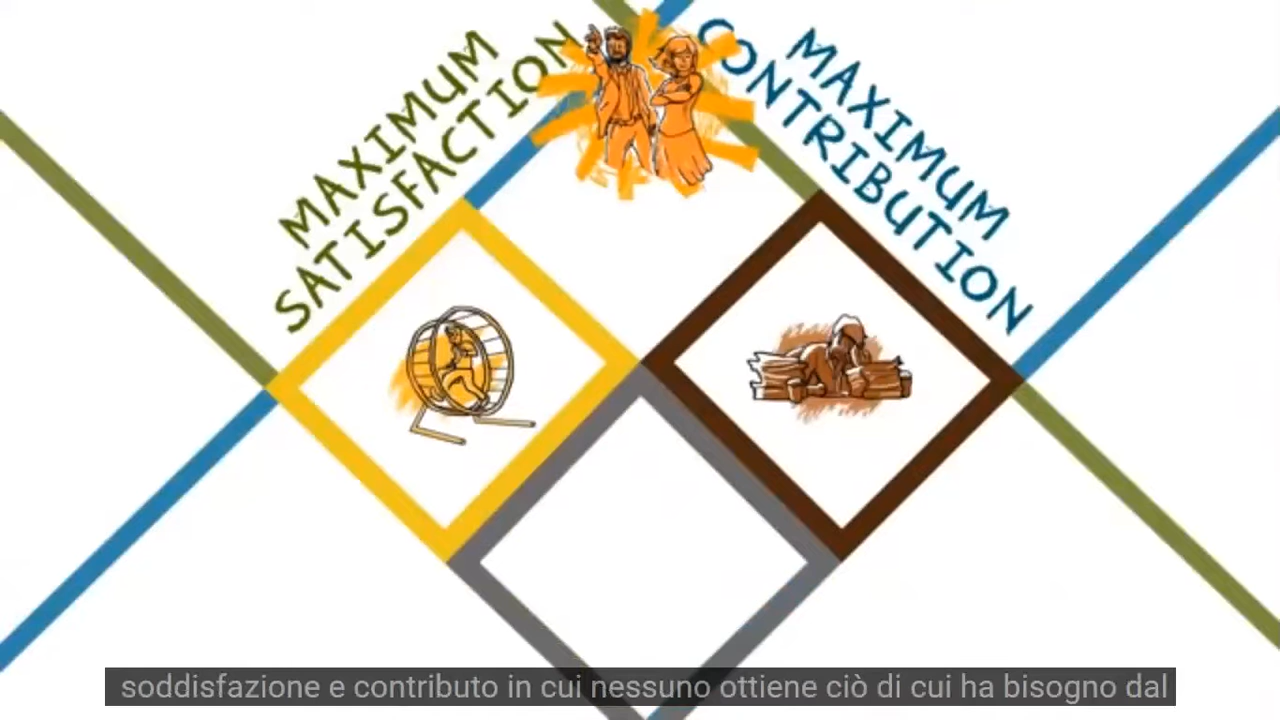 MAXIMUM
SATISFACTION
MAXIMUM
CONTRIBUTION
soddisfazione e contributo in cui nessuno ottiene ciò di cui ha bisogno dal